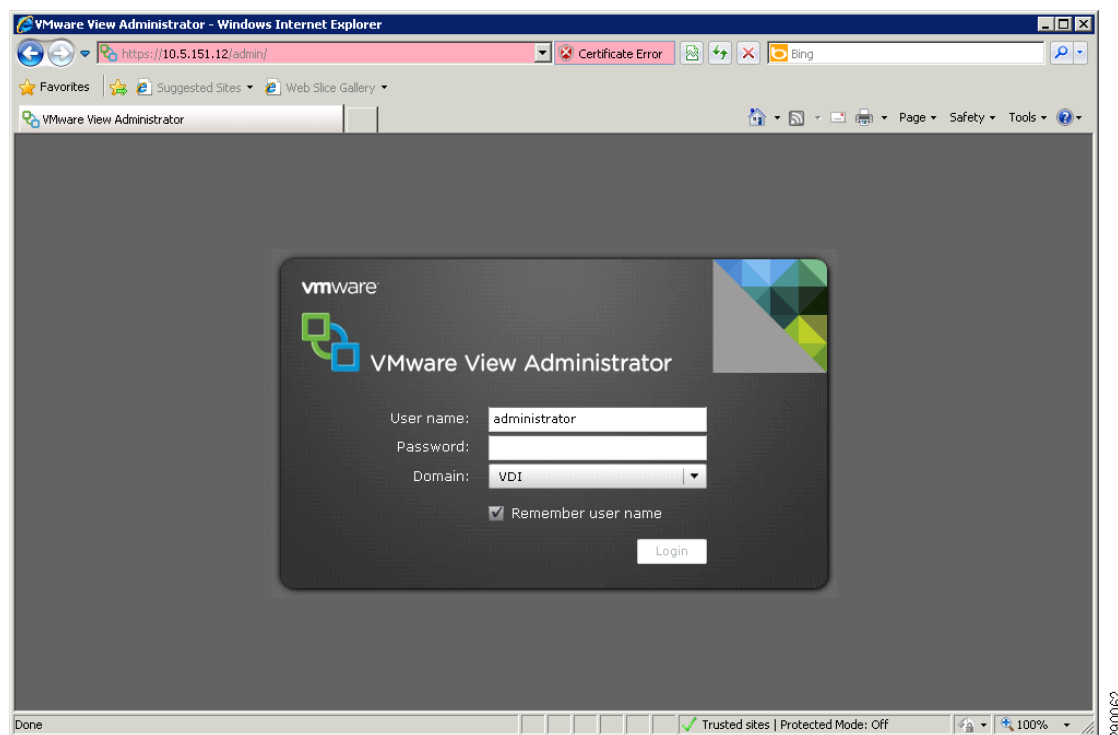 VMware View Administrator - Windows Internet Explorer
https://10.5.151.12/admin/
Certificate Error
Bing
Favorites
Suggested Sites
Web Slice Gallery
VMware View Administrator
Page
Safety
Tools
vmware
VMware View Administrator
User name:
administrator
Password:
Domain:
VDI
Remember user name
Login
Done
Trusted sites | Protected Mode: Off
100%
290062